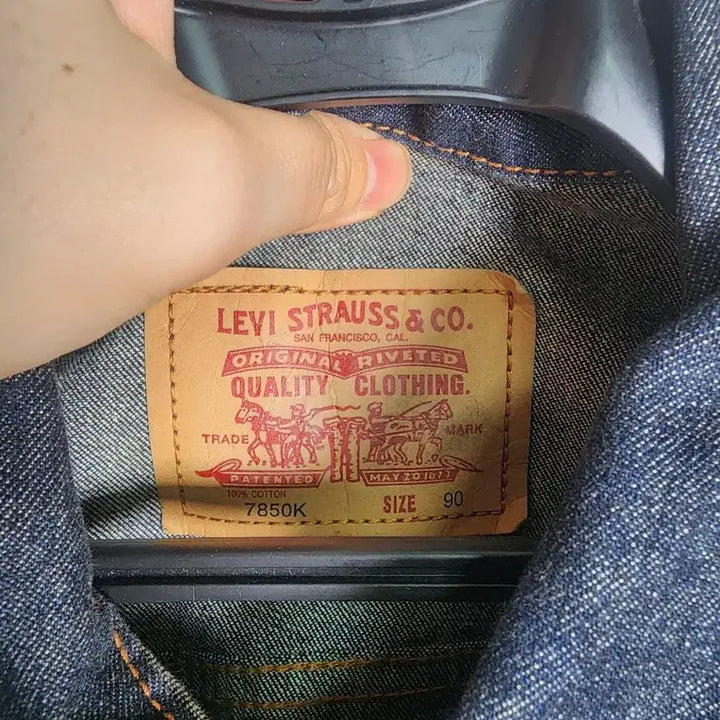 LEVI STRAUSS & CO.
SAN FRANCISCO, CAL.
ORIGINAL RIVETED
QUALITY CLOTHING.
TRADE MARK
PATENTED MAY 20 1873
100% COTTON
7850K SIZE 90